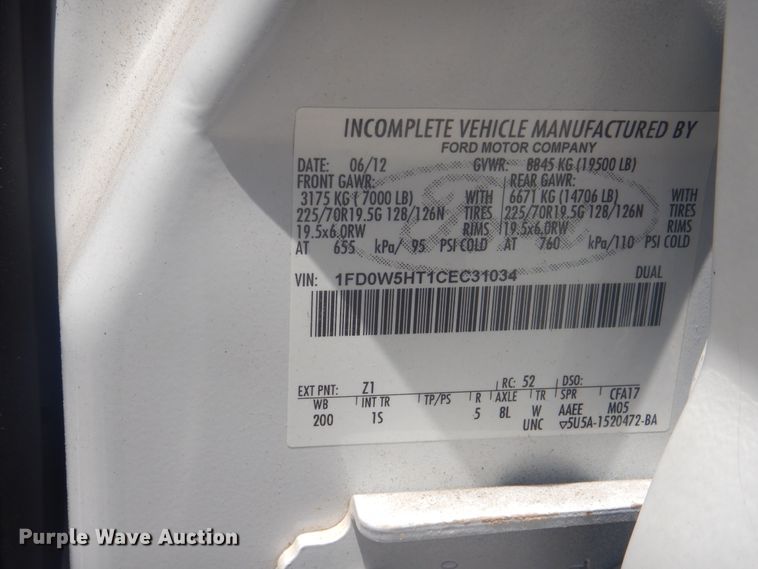 INCOMPLETE VEHICLE MANUFACTURED BY
FORD MOTOR COMPANY
DATE: 06/12 GVWR: 8845 KG (19500 LB)
FRONT GAWR: REAR GAWR:
3175 KG ( 7000 LB) WITH 6671 KG (14706 LB) WITH
225/70R19.5G 128/126N TIRES 225/70R19.5G 128/126N TIRES
19.5x6.0RW RIMS 19.5x6.0RW RIMS
AT 655 kPa/ 95 PSI COLD AT 760 kPa/110 PSI COLD
VIN: 1FD0W5HT1CEC31034 DUAL
EXT PNT: Z1 RC: 52 DSO:
WB INT TR TP/PS R AXLE TR SPR CFA17
200 1S 5 8L W AAEE M05
UNC ▽5U5A-1520472-BA
Purple Wave Auction